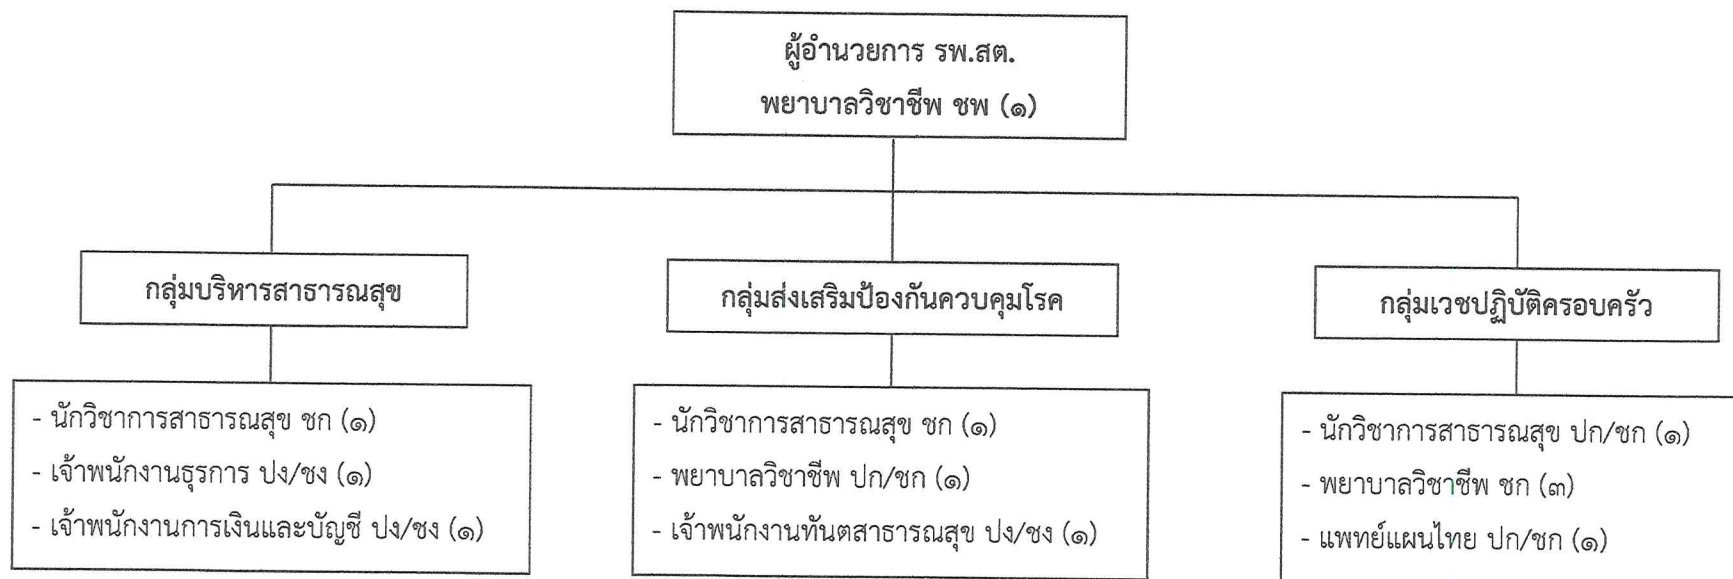 ผู้อำนวยการ รพ.สต.
พยาบาลวิชาชีพ ชพ (๑)
กลุ่มบริหารสาธารณสุข
- นักวิชาการสาธารณสุข ชก (๑)
- เจ้าพนักงานธุรการ ปง/ชง (๑)
- เจ้าพนักงานการเงินและบัญชี ปง/ชง (๑)
กลุ่มส่งเสริมป้องกันควบคุมโรค
- นักวิชาการสาธารณสุข ชก (๑)
- พยาบาลวิชาชีพ ปก/ชก (๑)
- เจ้าพนักงานทันตสาธารณสุข ปง/ชง (๑)
กลุ่มเวชปฏิบัติครอบครัว
- นักวิชาการสาธารณสุข ปก/ชก (๑)
- พยาบาลวิชาชีพ ชก (๓)
- แพทย์แผนไทย ปก/ชก (๑)